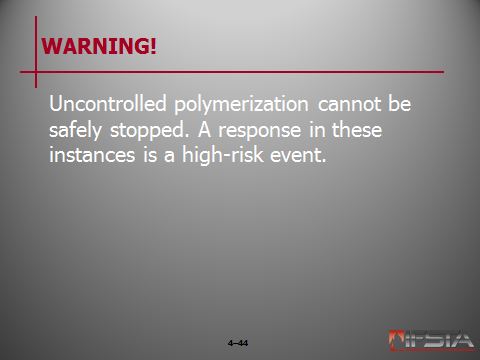 WARNING!
Uncontrolled polymerization cannot be
safely stopped. A response in these
instances is a high-risk event.
4–44
IFSTA